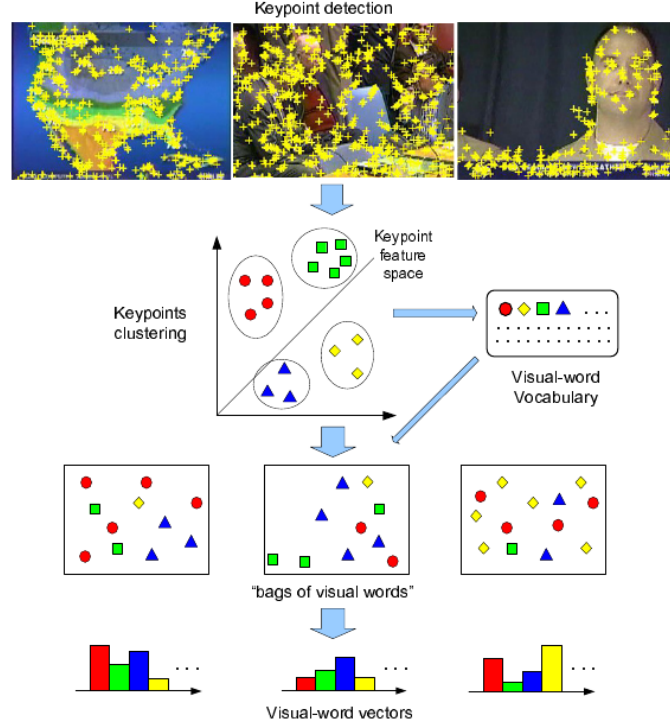 Keypoint detection
Keypoint
feature
space
Keypoints
clustering
. . .
Visual-word
Vocabulary
"bags of visual words"
. . .
. . .
. . .
Visual-word vectors